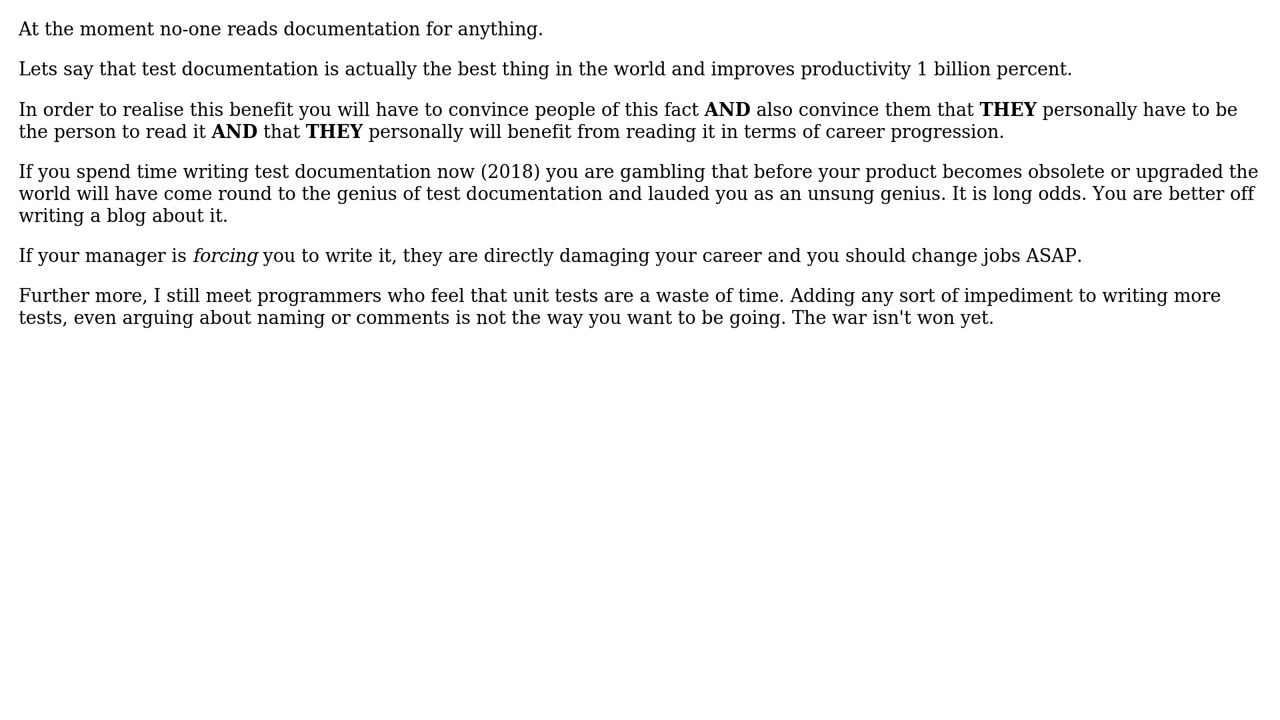 At the moment no-one reads documentation for anything.
Lets say that test documentation is actually the best thing in the world and improves productivity 1 billion percent.
In order to realise this benefit you will have to convince people of this fact AND also convince them that THEY personally have to be
the person to read it AND that THEY personally will benefit from reading it in terms of career progression.
If you spend time writing test documentation now (2018) you are gambling that before your product becomes obsolete or upgraded the
world will have come round to the genius of test documentation and lauded you as an unsung genius. It is long odds. You are better off
writing a blog about it.
If your manager is forcing you to write it, they are directly damaging your career and you should change jobs ASAP.
Further more, I still meet programmers who feel that unit tests are a waste of time. Adding any sort of impediment to writing more
tests, even arguing about naming or comments is not the way you want to be going. The war isn't won yet.